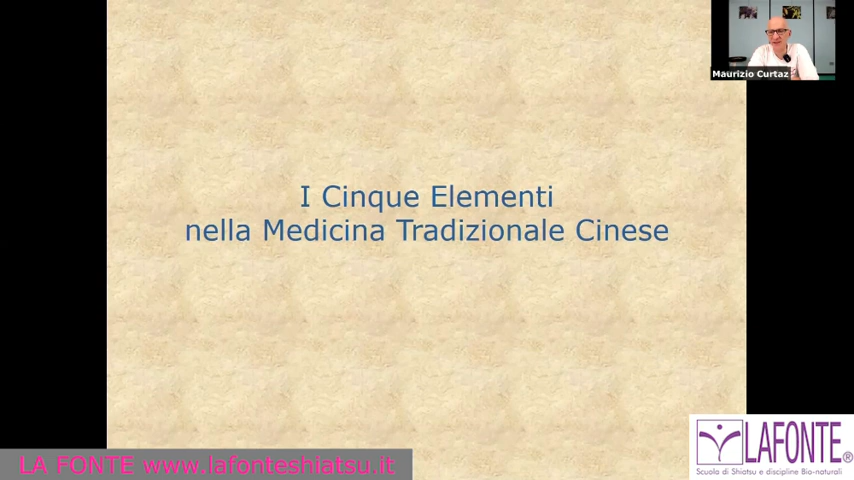 Maurizio Curtaz
I Cinque Elementi
nella Medicina Tradizionale Cinese
LA FONTE www.lafonteshiatsu.it
LAFONTE®
Scuola di Shiatsu e discipline Bio-naturali